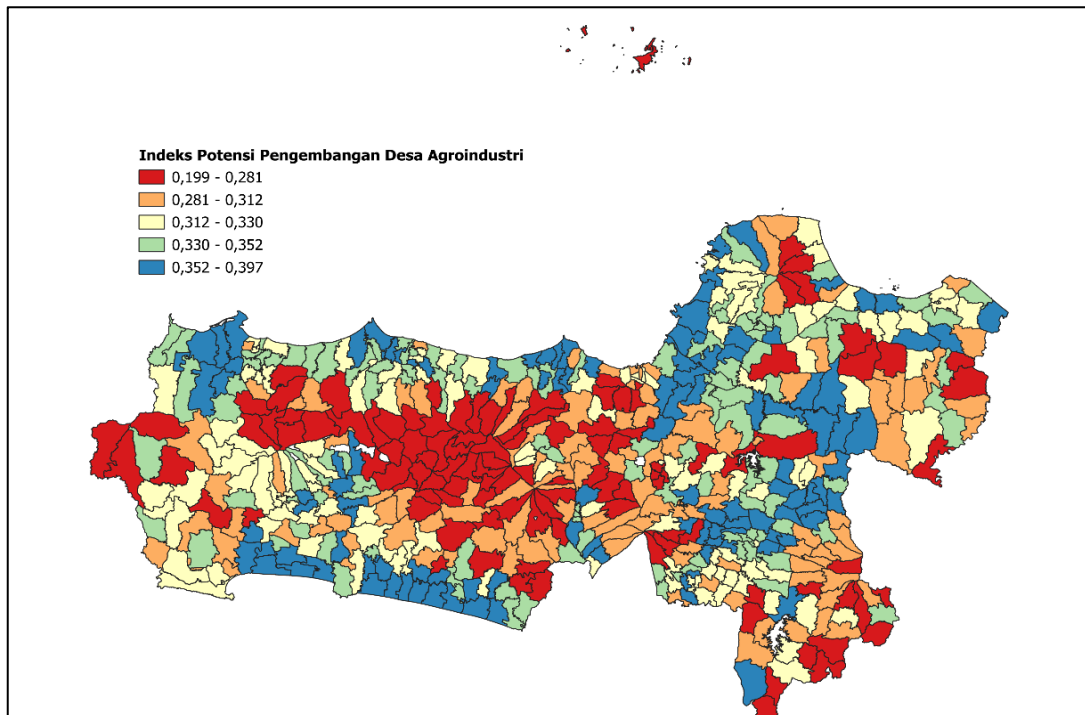 Indeks Potensi Pengembangan Desa Agroindustri
0,199 - 0,281
0,281 - 0,312
0,312 - 0,330
0,330 - 0,352
0,352 - 0,397